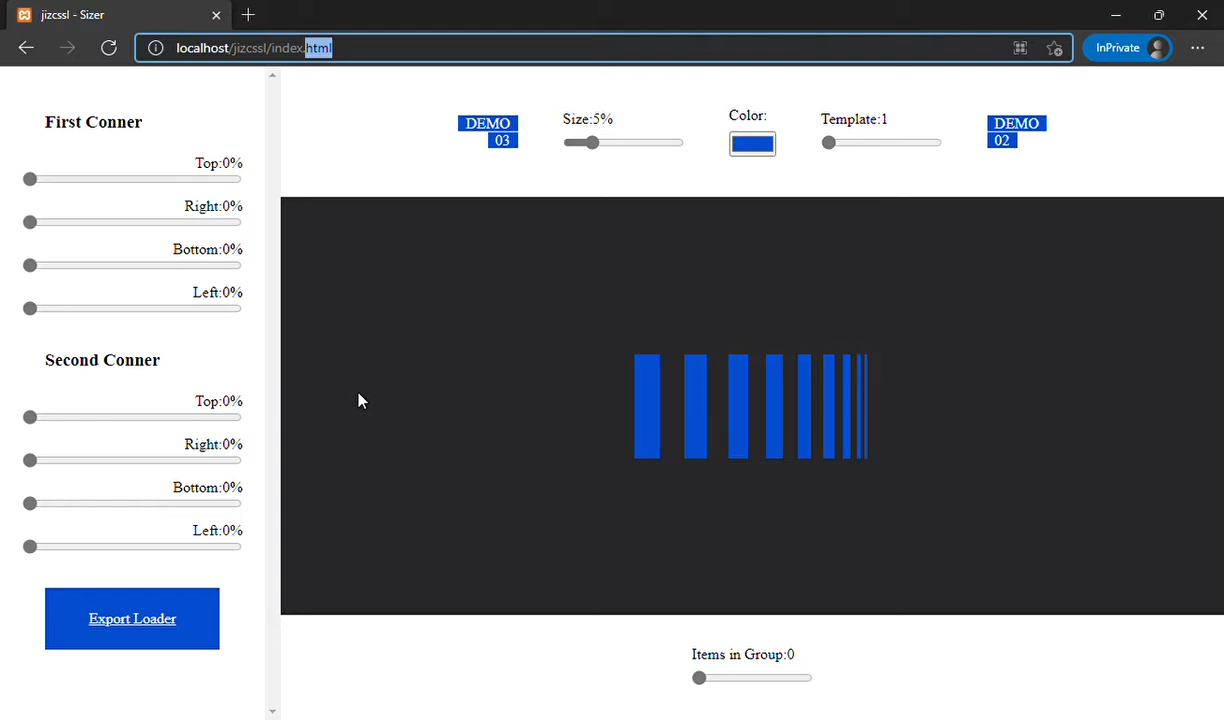 jizcssl - Sizer
localhost/jizcssl/index.html
InPrivate
First Conner
Top:0%
Right:0%
Bottom:0%
Left:0%
Second Conner
Top:0%
Right:0%
Bottom:0%
Left:0%
Export Loader
DEMO
03
Size:5%
Color:
Template:1
DEMO
02
Items in Group:0